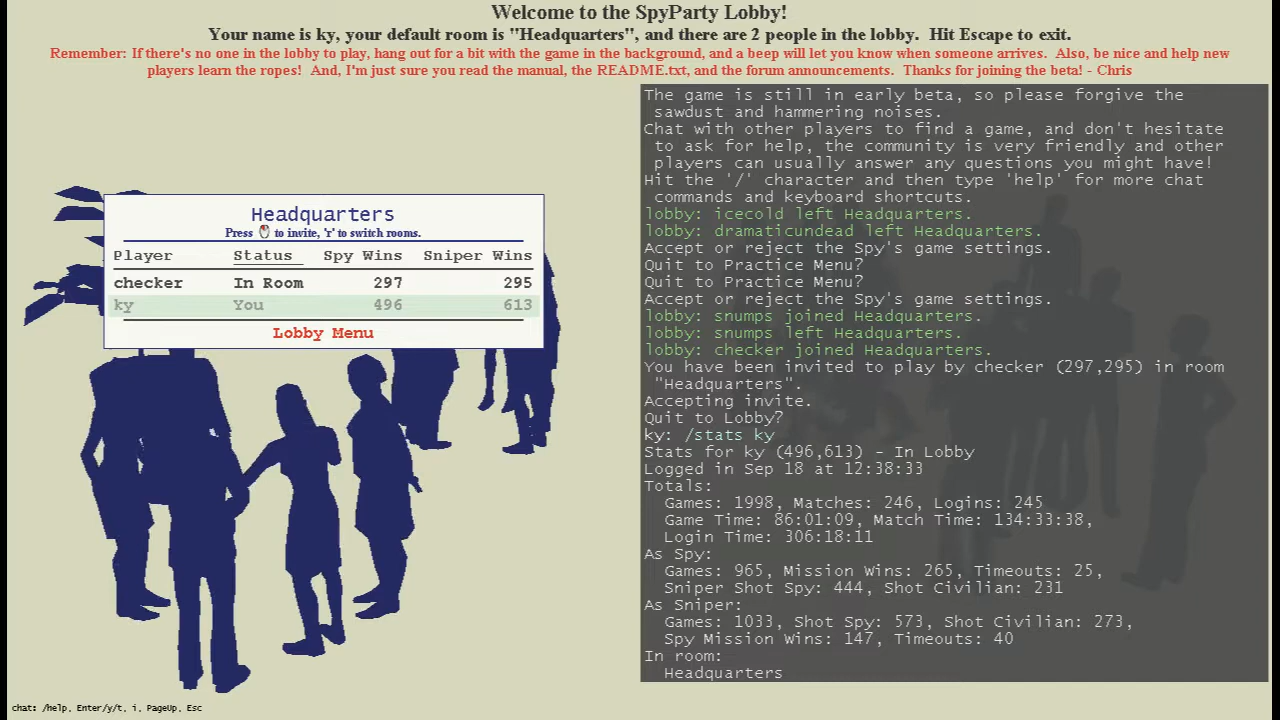 Welcome to the SpyParty Lobby!
Your name is ky, your default room is "Headquarters", and there are 2 people in the lobby.  Hit Escape to exit.
Remember: If there's no one in the lobby to play, hang out for a bit with the game in the background, and a beep will let you know when someone arrives.  Also, be nice and help new
players learn the ropes!  And, I'm just sure you read the manual, the README.txt, and the forum announcements.  Thanks for joining the beta! - Chris
Headquarters
Press to invite, 'r' to switch rooms.
Player Status Spy Wins Sniper Wins
checker In Room 297 295
ky You 496 613
Lobby Menu
The game is still in early beta, so please forgive the
sawdust and hammering noises.
Chat with other players to find a game, and don't hesitate
to ask for help, the community is very friendly and other
players can usually answer any questions you might have!
Hit the '/' character and then type 'help' for more chat
commands and keyboard shortcuts.
lobby: icecold left Headquarters.
lobby: dramaticundead left Headquarters.
Accept or reject the Spy's game settings.
Quit to Practice Menu?
Quit to Practice Menu?
Accept or reject the Spy's game settings.
lobby: snumps joined Headquarters.
lobby: snumps left Headquarters.
lobby: checker joined Headquarters.
You have been invited to play by checker (297,295) in room
"Headquarters".
Accepting invite.
Quit to Lobby?
ky: /stats ky
Stats for ky (496,613) - In Lobby
Logged in Sep 18 at 12:38:33
Totals:
Games: 1998, Matches: 246, Logins: 245
Game Time: 86:01:09, Match Time: 134:33:38,
Login Time: 306:18:11
As Spy:
Games: 965, Mission Wins: 265, Timeouts: 25,
Sniper Shot Spy: 444, Shot Civilian: 231
As Sniper:
Games: 1033, Shot Spy: 573, Shot Civilian: 273,
Spy Mission Wins: 147, Timeouts: 40
In room:
Headquarters
chat: /help, Enter/y/t, i, PageUp, Esc